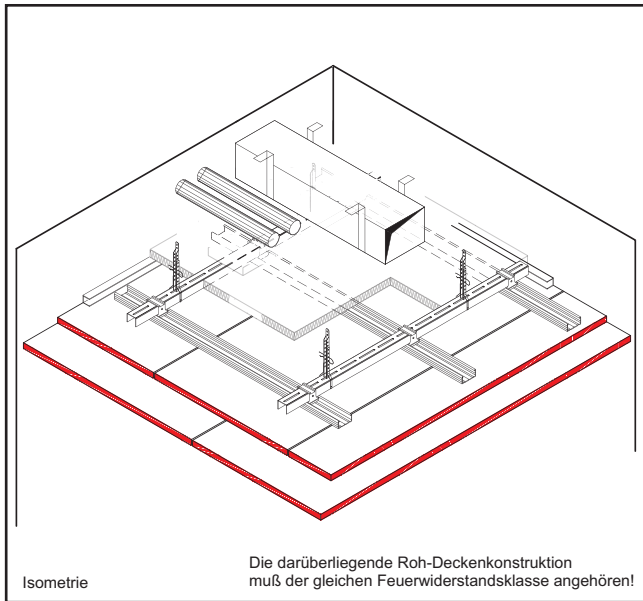 Die darüberliegende Roh-Deckenkonstruktion
Isometrie
muß der gleichen Feuerwiderstandsklasse angehören!